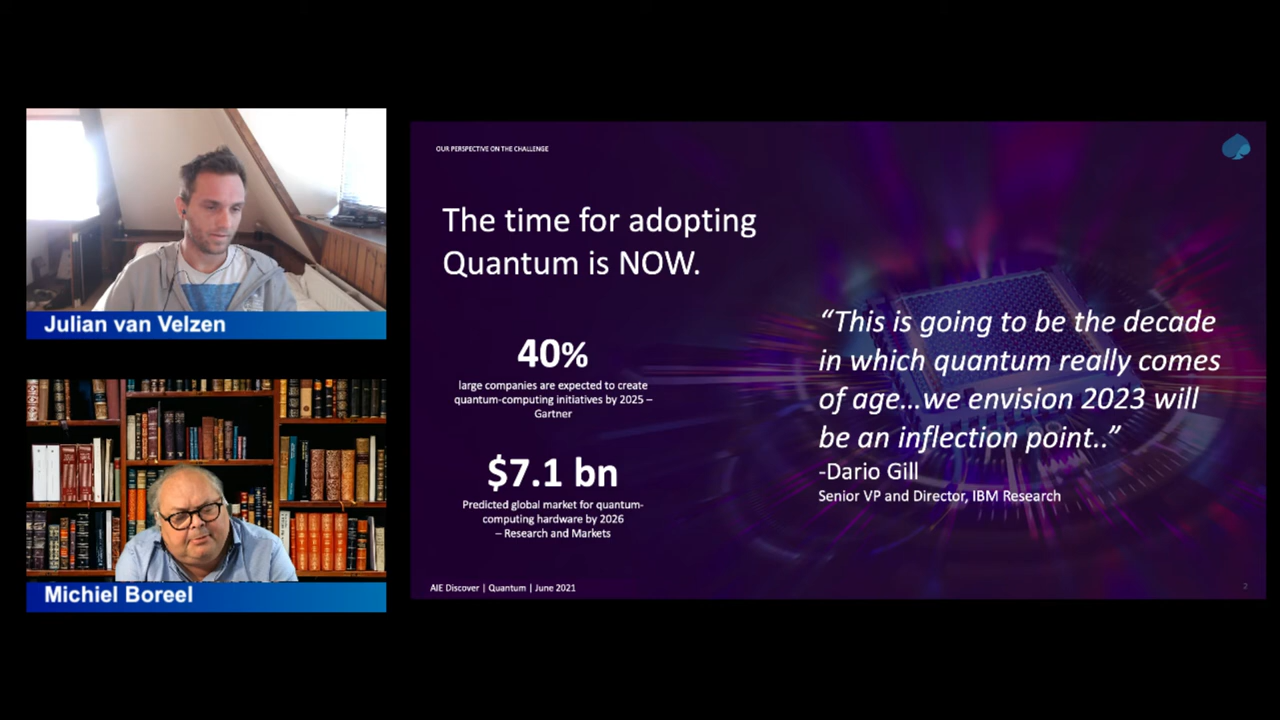 Julian van Velzen
Michiel Boreel
OUR PERSPECTIVE ON THE CHALLENGE
The time for adopting
Quantum is NOW.
40%
large companies are expected to create
quantum-computing initiatives by 2025 –
Gartner
$7.1 bn
Predicted global market for quantum-
computing hardware by 2026
– Research and Markets
“This is going to be the decade
in which quantum really comes
of age...we envision 2023 will
be an inflection point..”
-Dario Gill
Senior VP and Director, IBM Research
AIE Discover | Quantum | June 2021
2